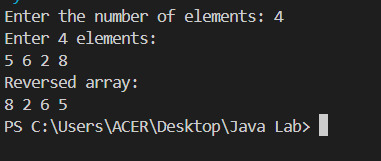 Enter the number of elements: 4
Enter 4 elements:
5 6 2 8
Reversed array:
8 2 6 5
PS C:\Users\ACER\Desktop\Java Lab>